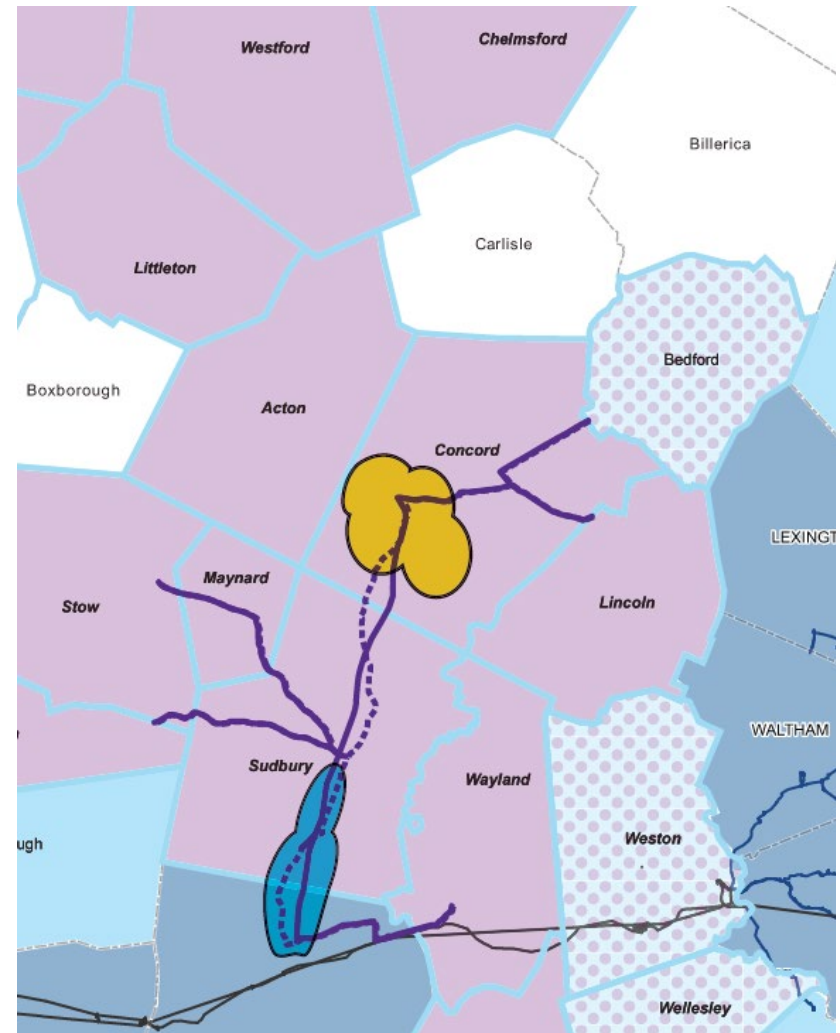 Westford
Chelmsford
Billerica
Carlisle
Littleton
Bedford
Boxborough
Acton
Concord
LEXINGT
Maynard
Stow
Lincoln
WALTHAM
Sudbury
Wayland
ugh
Weston
Wellesley